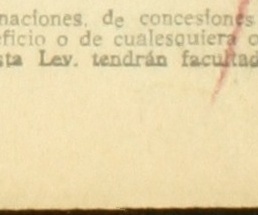 naciones, de concesiones
eficio o de cualesquiera o
sta Ley. tendrán facultad